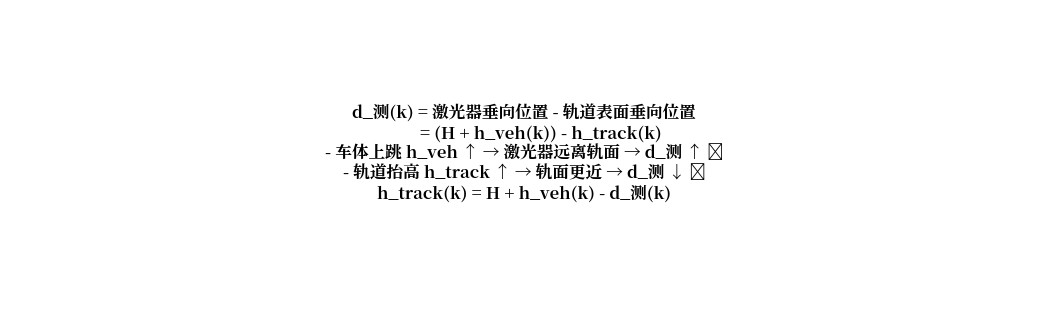 d_测(k) = 激光器垂向位置 - 轨道表面垂向位置
= (H + h_veh(k)) - h_track(k)
- 车体上跳 h_veh ↑ → 激光器远离轨面 → d_测 ↑
- 轨道抬高 h_track ↑ → 轨面更近 → d_测 ↓
h_track(k) = H + h_veh(k) - d_测(k)